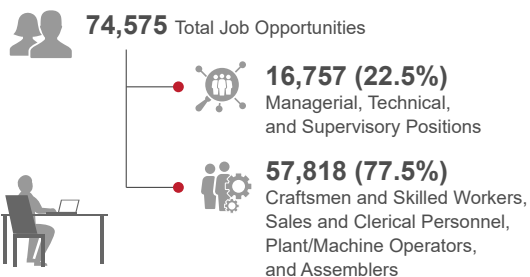 74,575 Total Job Opportunities
16,757 (22.5%)
Managerial, Technical,
and Supervisory Positions
57,818 (77.5%)
Craftsmen and Skilled Workers,
Sales and Clerical Personnel,
Plant/Machine Operators,
and Assemblers